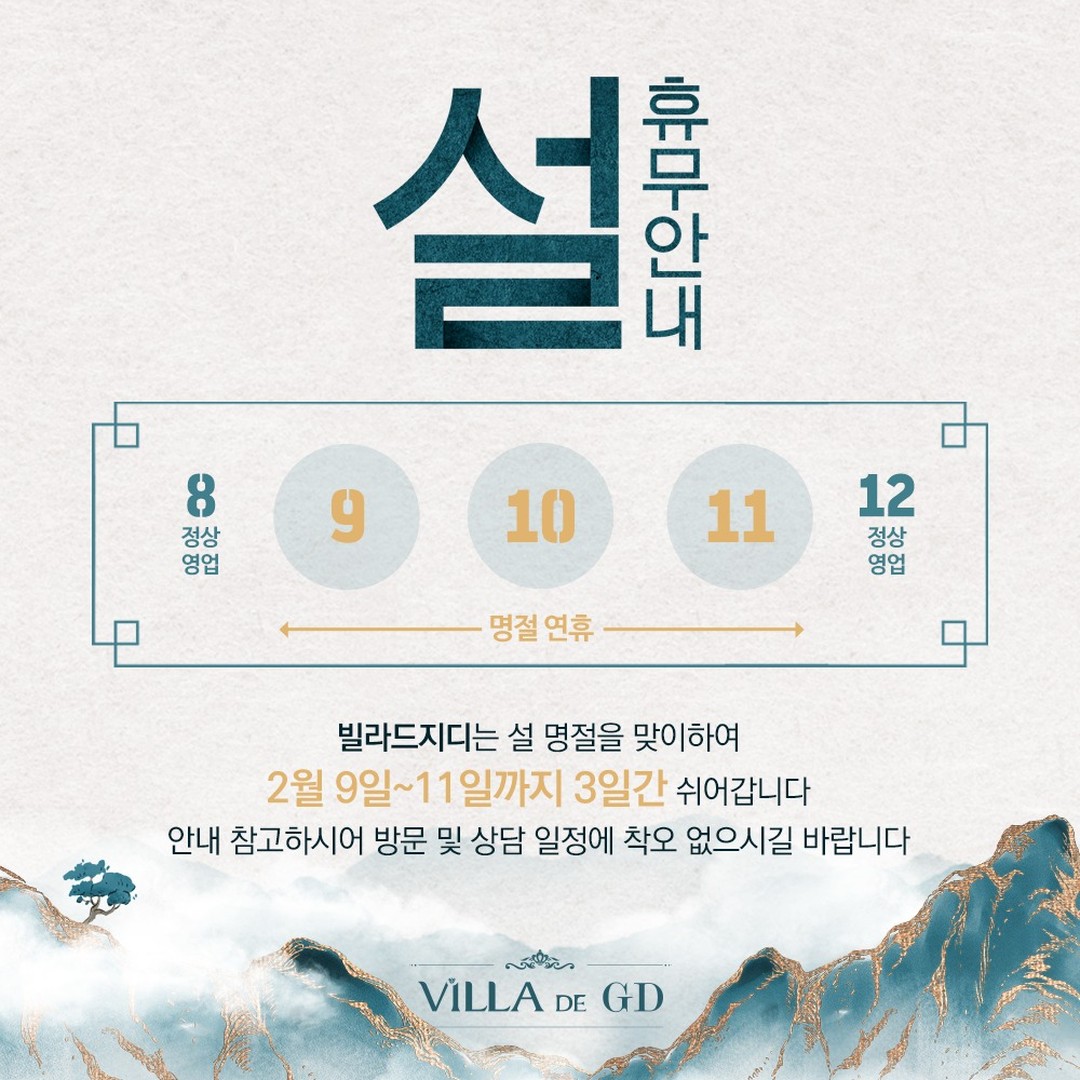 설
휴무안내
8
정상
영업
9
10
11
12
정상
영업
명절 연휴
빌라드지디는 설 명절을 맞이하여
2월 9일~11일까지 3일간 쉬어갑니다
안내 참고하시어 방문 및 상담 일정에 착오 없으시길 바랍니다
VILLA DE GD